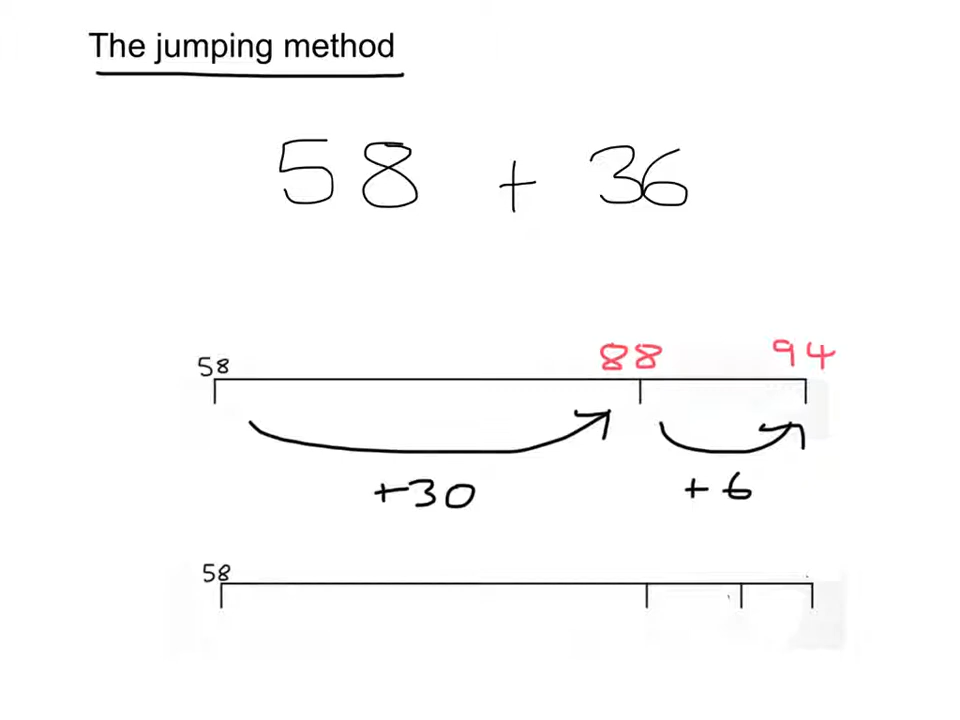 The jumping method
58 + 36
58 88 94
+30 +6
58